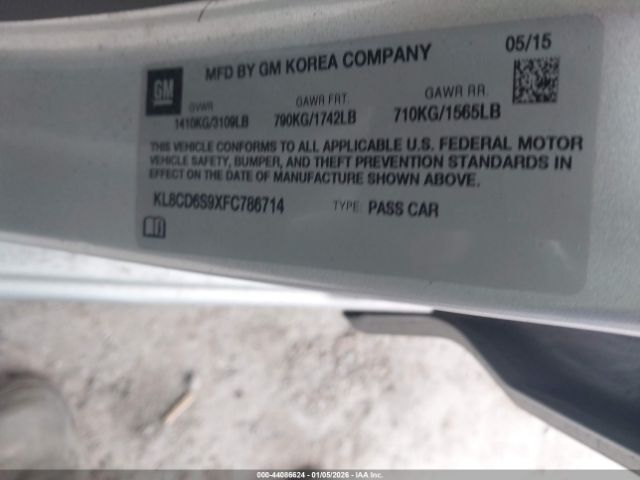 MFD BY GM KOREA COMPANY 05/15
GM
GVWR GAWR FRT. GAWR RR.
1410KG/3109LB 790KG/1742LB 710KG/1565LB
THIS VEHICLE CONFORMS TO ALL APPLICABLE U.S. FEDERAL MOTOR
VEHICLE SAFETY, BUMPER, AND THEFT PREVENTION STANDARDS IN
EFFECT ON THE DATE OF MANUFACTURE SHOWN ABOVE.
KL8CD6S9XFC786714 TYPE: PASS CAR
000-44086624 | 01/05/2026 | IAA Inc.